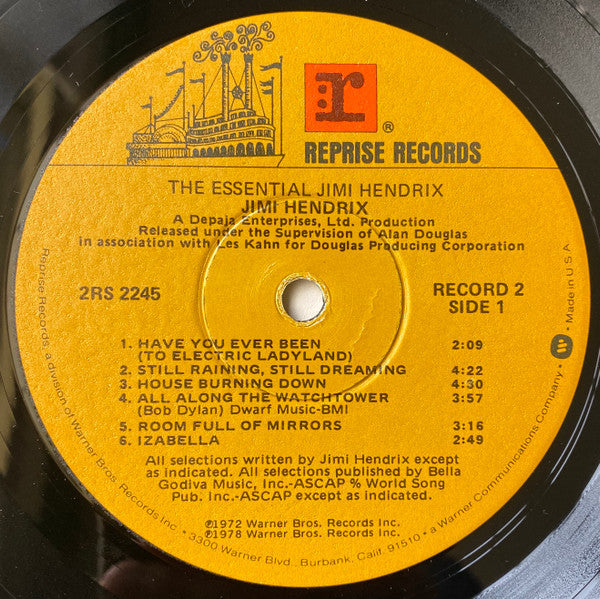 r
®
REPRISE RECORDS
THE ESSENTIAL JIMI HENDRIX
JIMI HENDRIX
A Depaja Enterprises, Ltd. Production
Released under the Supervision of Alan Douglas
in association with Les Kahn for Douglas Producing Corporation
2RS 2245
RECORD 2
SIDE 1
1. HAVE YOU EVER BEEN
(TO ELECTRIC LADYLAND) 2:09
2. STILL RAINING, STILL DREAMING 4:22
3. HOUSE BURNING DOWN 4:30
4. ALL ALONG THE WATCHTOWER 3:57
(Bob Dylan) Dwarf Music-BMI
5. ROOM FULL OF MIRRORS 3:16
6. IZABELLA 2:49
All selections written by Jimi Hendrix except
as indicated. All selections published by Bella
Godiva Music, Inc.-ASCAP % World Song
Pub. Inc.-ASCAP except as indicated.
℗1972 Warner Bros. Records Inc.
℗1978 Warner Bros. Records Inc.
Reprise Records, a division of Warner Bros. Records Inc. • 3300 Warner Blvd., Burbank, Calif. 91510 • a Warner Communications Company. • Made in U.S.A.